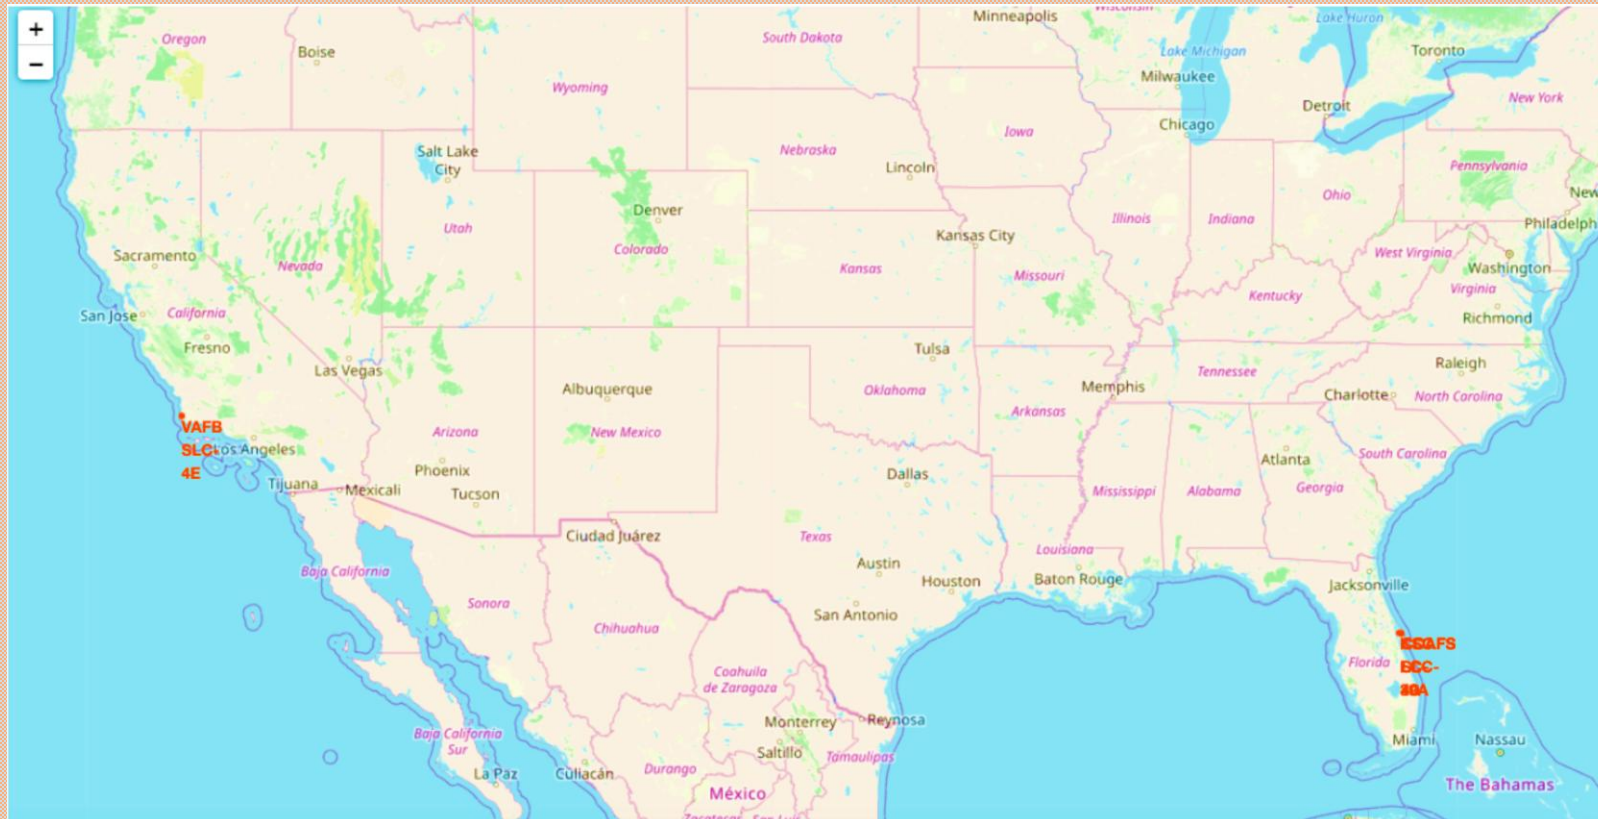 +
−
Oregon
Boise
South Dakota
Minneapolis
Wisconsin
Lake Huron
Lake Michigan
Toronto
Milwaukee
Wyoming
New York
Detroit
Chicago
Iowa
Salt Lake
City
Nebraska
Lincoln
Pennsylvania
Ohio
New
Philadelph
Denver
Utah
Illinois
Indiana
Colorado
Kansas City
Sacramento
Nevada
Kansas
Missouri
West Virginia
Washington
Virginia
Kentucky
San Jose
California
Richmond
Fresno
Las Vegas
Tulsa
Raleigh
Tennessee
Albuquerque
Oklahoma
Memphis
Charlotte
North Carolina
Arkansas
VAFB
SLC-
4E
Los Angeles
Arizona
New Mexico
South Carolina
Atlanta
Phoenix
Dallas
Tijuana
Mexicali
Tucson
Mississippi
Alabama
Georgia
Ciudad Juárez
Texas
Louisiana
Austin
Baja California
Houston
Baton Rouge
Jacksonville
Sonora
San Antonio
Chihuahua
Florida
Coahuila
de Zaragoza
Monterrey
Reynosa
Baja California
Sur
Saltillo
Tamaulipas
Miami
Nassau
La Paz
Culiacán
Durango
México
The Bahamas